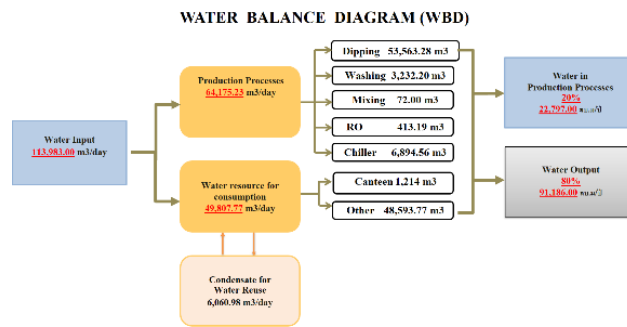 WATER BALANCE DIAGRAM (WBD)
Water Input
113,983.00 m3/day
Production Processes
64,175.23 m3/day
Water resource for
consumption
49,807.77 m3/day
Condensate for
Water Reuse
6,060.98 m3/day
Dipping 53,563.28 m3
Washing 3,232.20 m3
Mixing 72.00 m3
RO 413.19 m3
Chiller 6,894.56 m3
Canteen 1,214 m3
Other 48,593.77 m3
Water in
Production Processes
20%
22,797.00
Water Output
80%
91,186.00